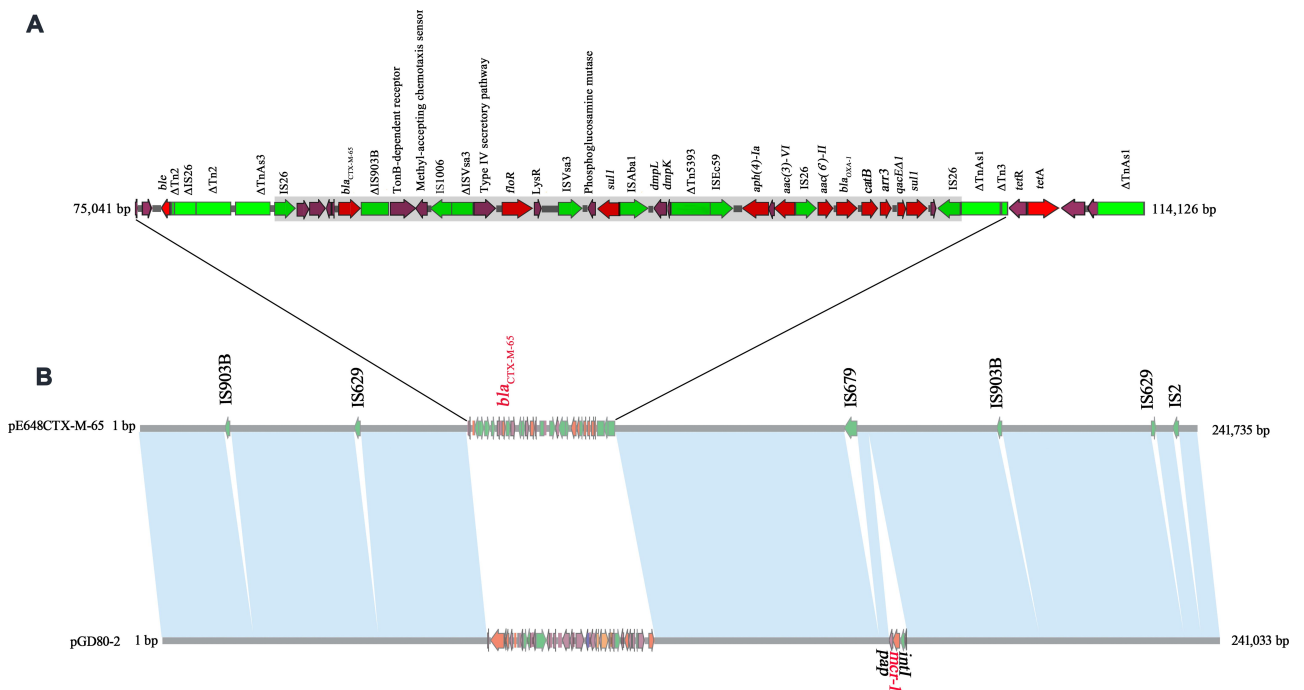 A
ble
ΔTn2
ΔIS26
ΔTn2
ΔTnAs3
IS26
blaCTX-M-65
ΔIS903B
TonB-dependent receptor
Methyl-accepting chemotaxis sensor
IS1006
ΔISVsa3
Type IV secretory pathway
floR
LysR
ISVsa3
Phosphoglucosamine mutase
sul1
ISAba1
dmpL
dmpK
ΔTn5393
ISEc59
aph(4)-Ia
aac(3)-VI
IS26
aac( 6')-II
blaOXA-1
catB
arr3
qacEΔ1
sul1
IS26
ΔTnAs1
ΔTn3
tetR
tetA
ΔTnAs1
75,041 bp
114,126 bp
B
IS903B
IS629
blaCTX-M-65
IS679
IS903B
IS629
IS2
pE648CTX-M-65 1 bp
241,735 bp
pGD80-2 1 bp
241,033 bp
pap
mcr-1
intI